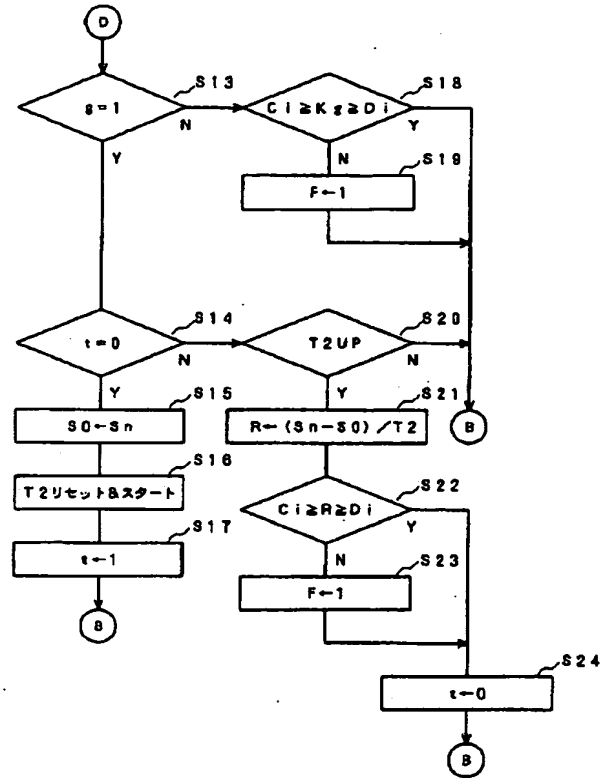 D
S13
g=1
N
Y
S18
Ci≧Kg≧Di
Y
N
S19
F←1
S14
t=0
N
Y
S20
T2UP
N
Y
B
S15
S0←Sn
S16
T2リセット&スタート
S17
t←1
B
S21
R←(Sn-S0)/T2
S22
Ci≧R≧Di
Y
N
S23
F←1
S24
t←0
B